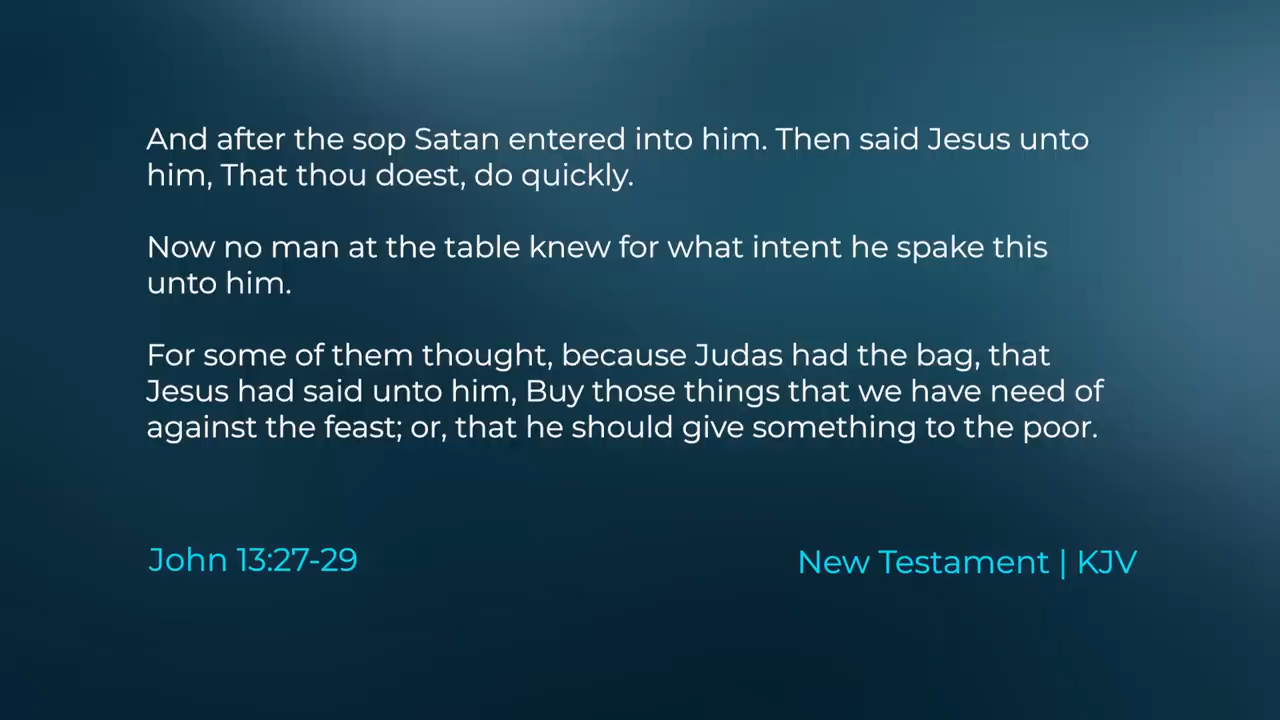 And after the sop Satan entered into him. Then said Jesus unto
him, That thou doest, do quickly.
Now no man at the table knew for what intent he spake this
unto him.
For some of them thought, because Judas had the bag, that
Jesus had said unto him, Buy those things that we have need of
against the feast; or, that he should give something to the poor.
John 13:27-29
New Testament | KJV